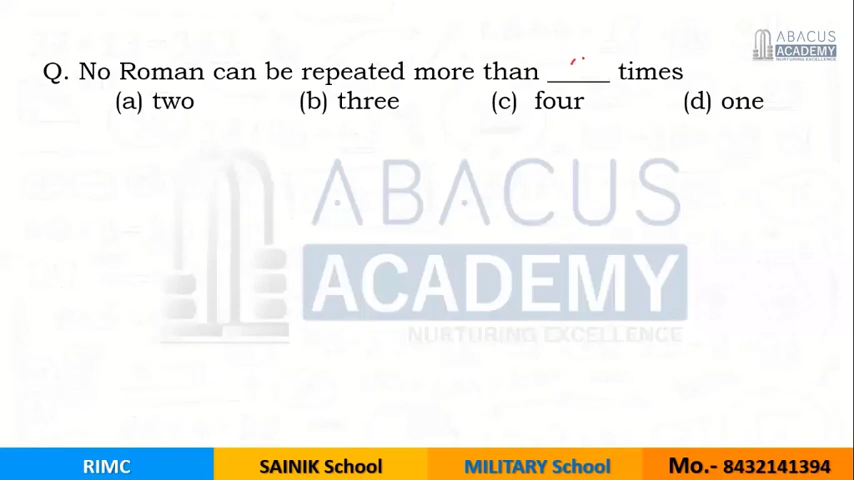 ABACUS
ACADEMY
NURTURING EXCELLENCE
Q. No Roman can be repeated more than _____ times
(a) two (b) three (c) four (d) one
ABACUS
ACADEMY
NURTURING EXCELLENCE
RIMC SAINIK School MILITARY School Mo.- 8432141394